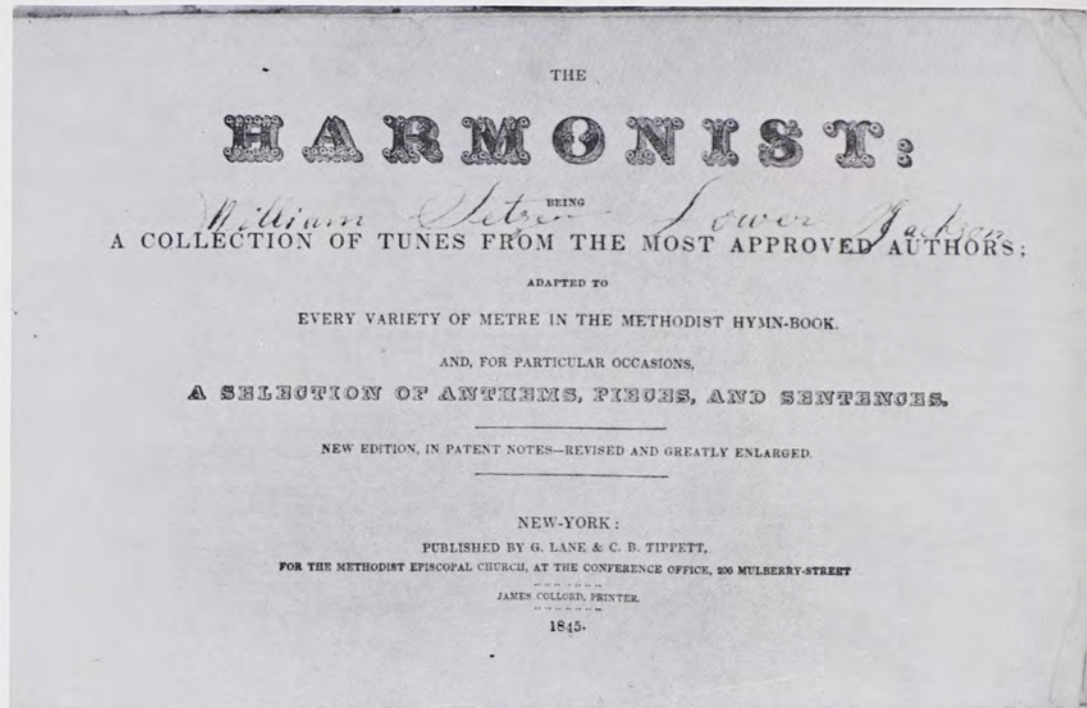 THE
HARMONIST:
BEING
William Setzer Lower Jackson
A COLLECTION OF TUNES FROM THE MOST APPROVED AUTHORS;
ADAPTED TO
EVERY VARIETY OF METRE IN THE METHODIST HYMN-BOOK.
AND, FOR PARTICULAR OCCASIONS,
A SELECTION OF ANTHEMS, PIECES, AND SENTENCES.
NEW EDITION, IN PATENT NOTES—REVISED AND GREATLY ENLARGED.
NEW-YORK:
PUBLISHED BY G. LANE & C. B. TIPPETT,
FOR THE METHODIST EPISCOPAL CHURCH, AT THE CONFERENCE OFFICE, 200 MULBERRY-STREET
JAMES COLLORD, PRINTER.
1845.